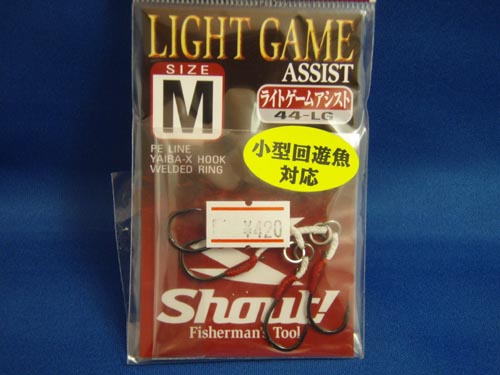 LIGHT GAME
ASSIST
SIZE
M
ライトゲームアシスト
44-LG
PE LINE
YAIBA-X HOOK
WELDED RING
小型回遊魚
対応
¥420
Shout!
Fisherman's Tool